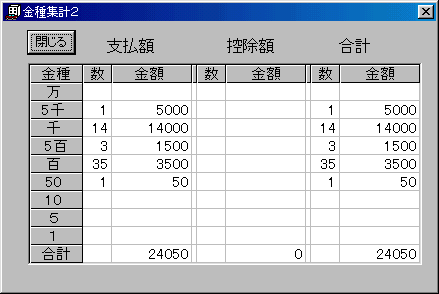 金種集計2
閉じる 支払額 控除額 合計
金種 数 金額 数 金額 数 金額
万
5千 1 5000 1 5000
千 14 14000 14 14000
5百 3 1500 3 1500
百 35 3500 35 3500
50 1 50 1 50
10
5
1
合計 24050 0 24050